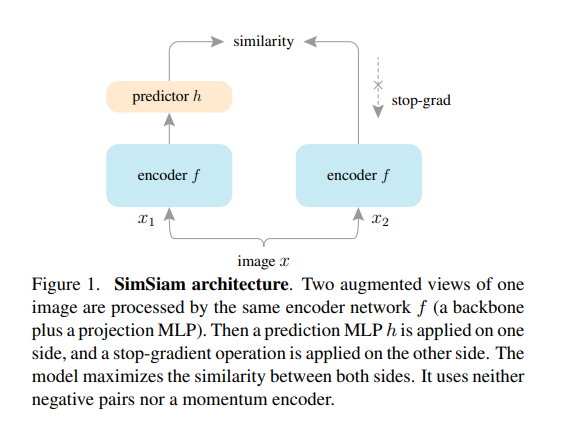 similarity
predictor h
stop-grad
encoder f
encoder f
x1
x2
image x
Figure 1. SimSiam architecture. Two augmented views of one
image are processed by the same encoder network f (a backbone
plus a projection MLP). Then a prediction MLP h is applied on one
side, and a stop-gradient operation is applied on the other side. The
model maximizes the similarity between both sides. It uses neither
negative pairs nor a momentum encoder.